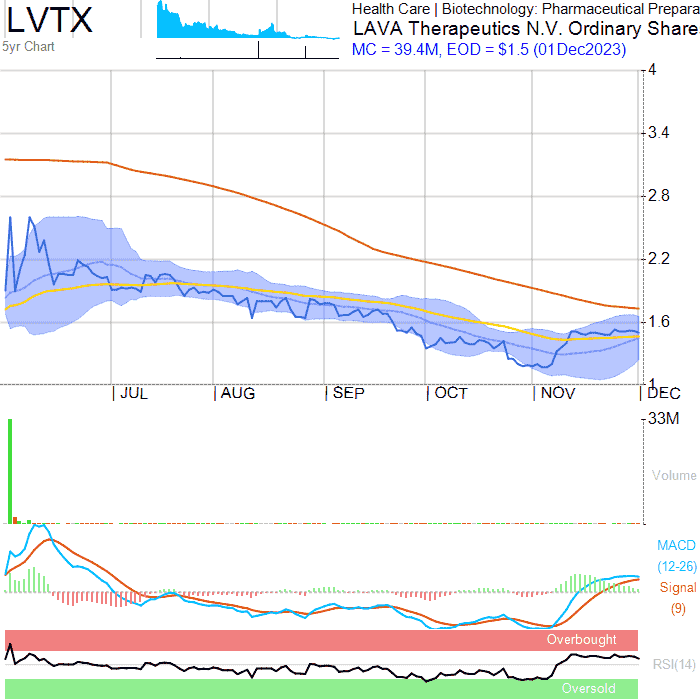 LVTX
5yr Chart
Health Care | Biotechnology: Pharmaceutical Prepara
LAVA Therapeutics N.V. Ordinary Share
MC = 39.4M, EOD = $1.5 (01Dec2023)
4
3.4
2.8
2.2
1.6
1
JUL AUG SEP OCT NOV DEC
33M
Volume
MACD
(12-26)
Signal
(9)
Overbought
RSI(14)
Oversold